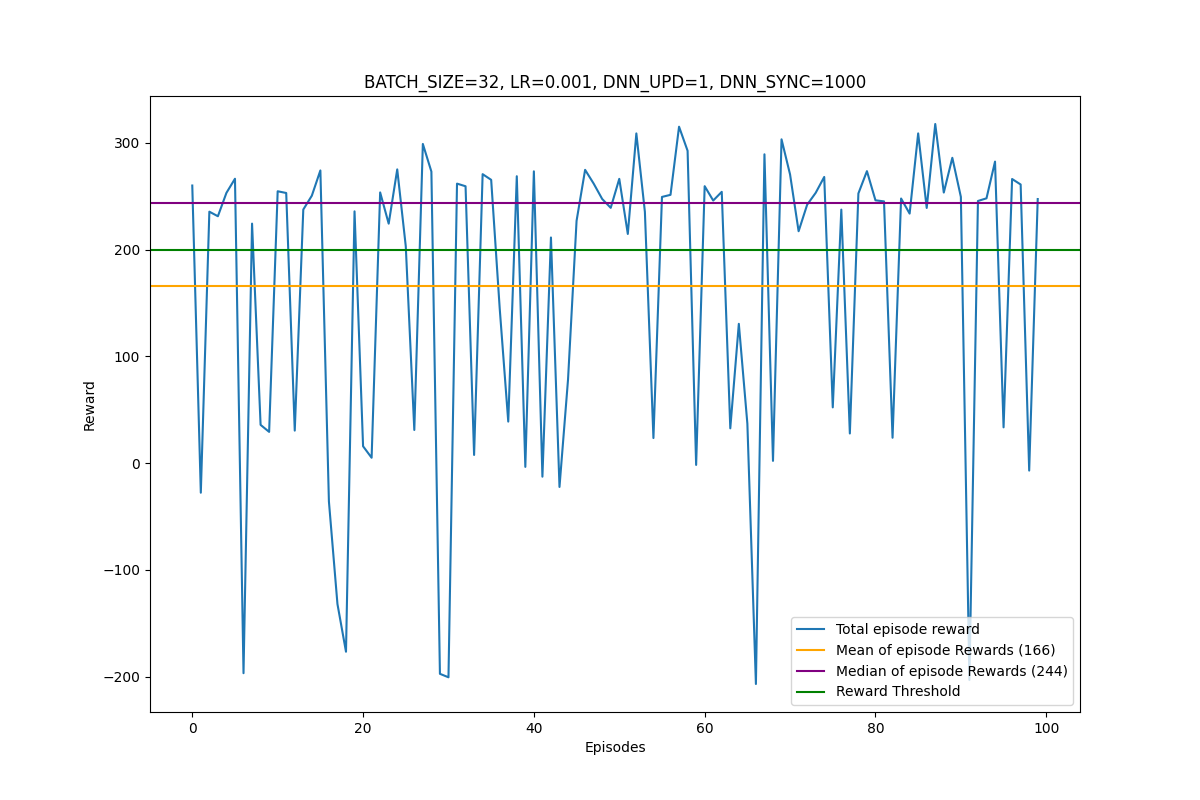 BATCH_SIZE=32, LR=0.001, DNN_UPD=1, DNN_SYNC=1000
300
200
100
0
−100
−200
Reward
0 20 40 60 80 100
Episodes
Total episode reward
Mean of episode Rewards (166)
Median of episode Rewards (244)
Reward Threshold